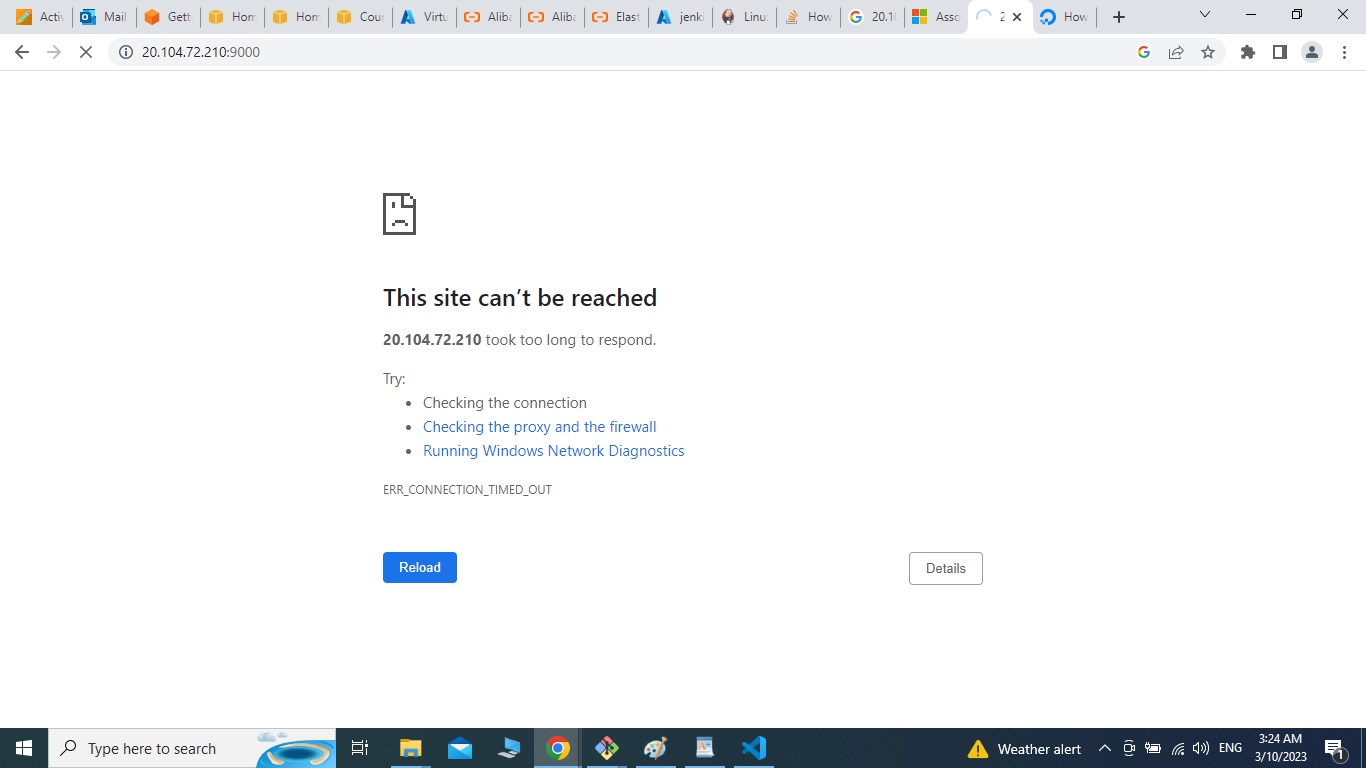 Activ
Mail
Gett
Hom
Hom
Cour
Virtu
Aliba
Aliba
Elast
jenk
Linux
How
20.10
Asso
2
How
20.104.72.210:9000
This site can't be reached
20.104.72.210 took too long to respond.
Try:
• Checking the connection
• Checking the proxy and the firewall
• Running Windows Network Diagnostics
ERR_CONNECTION_TIMED_OUT
Reload
Details
Type here to search
Weather alert
ENG
3:24 AM
3/10/2023
1